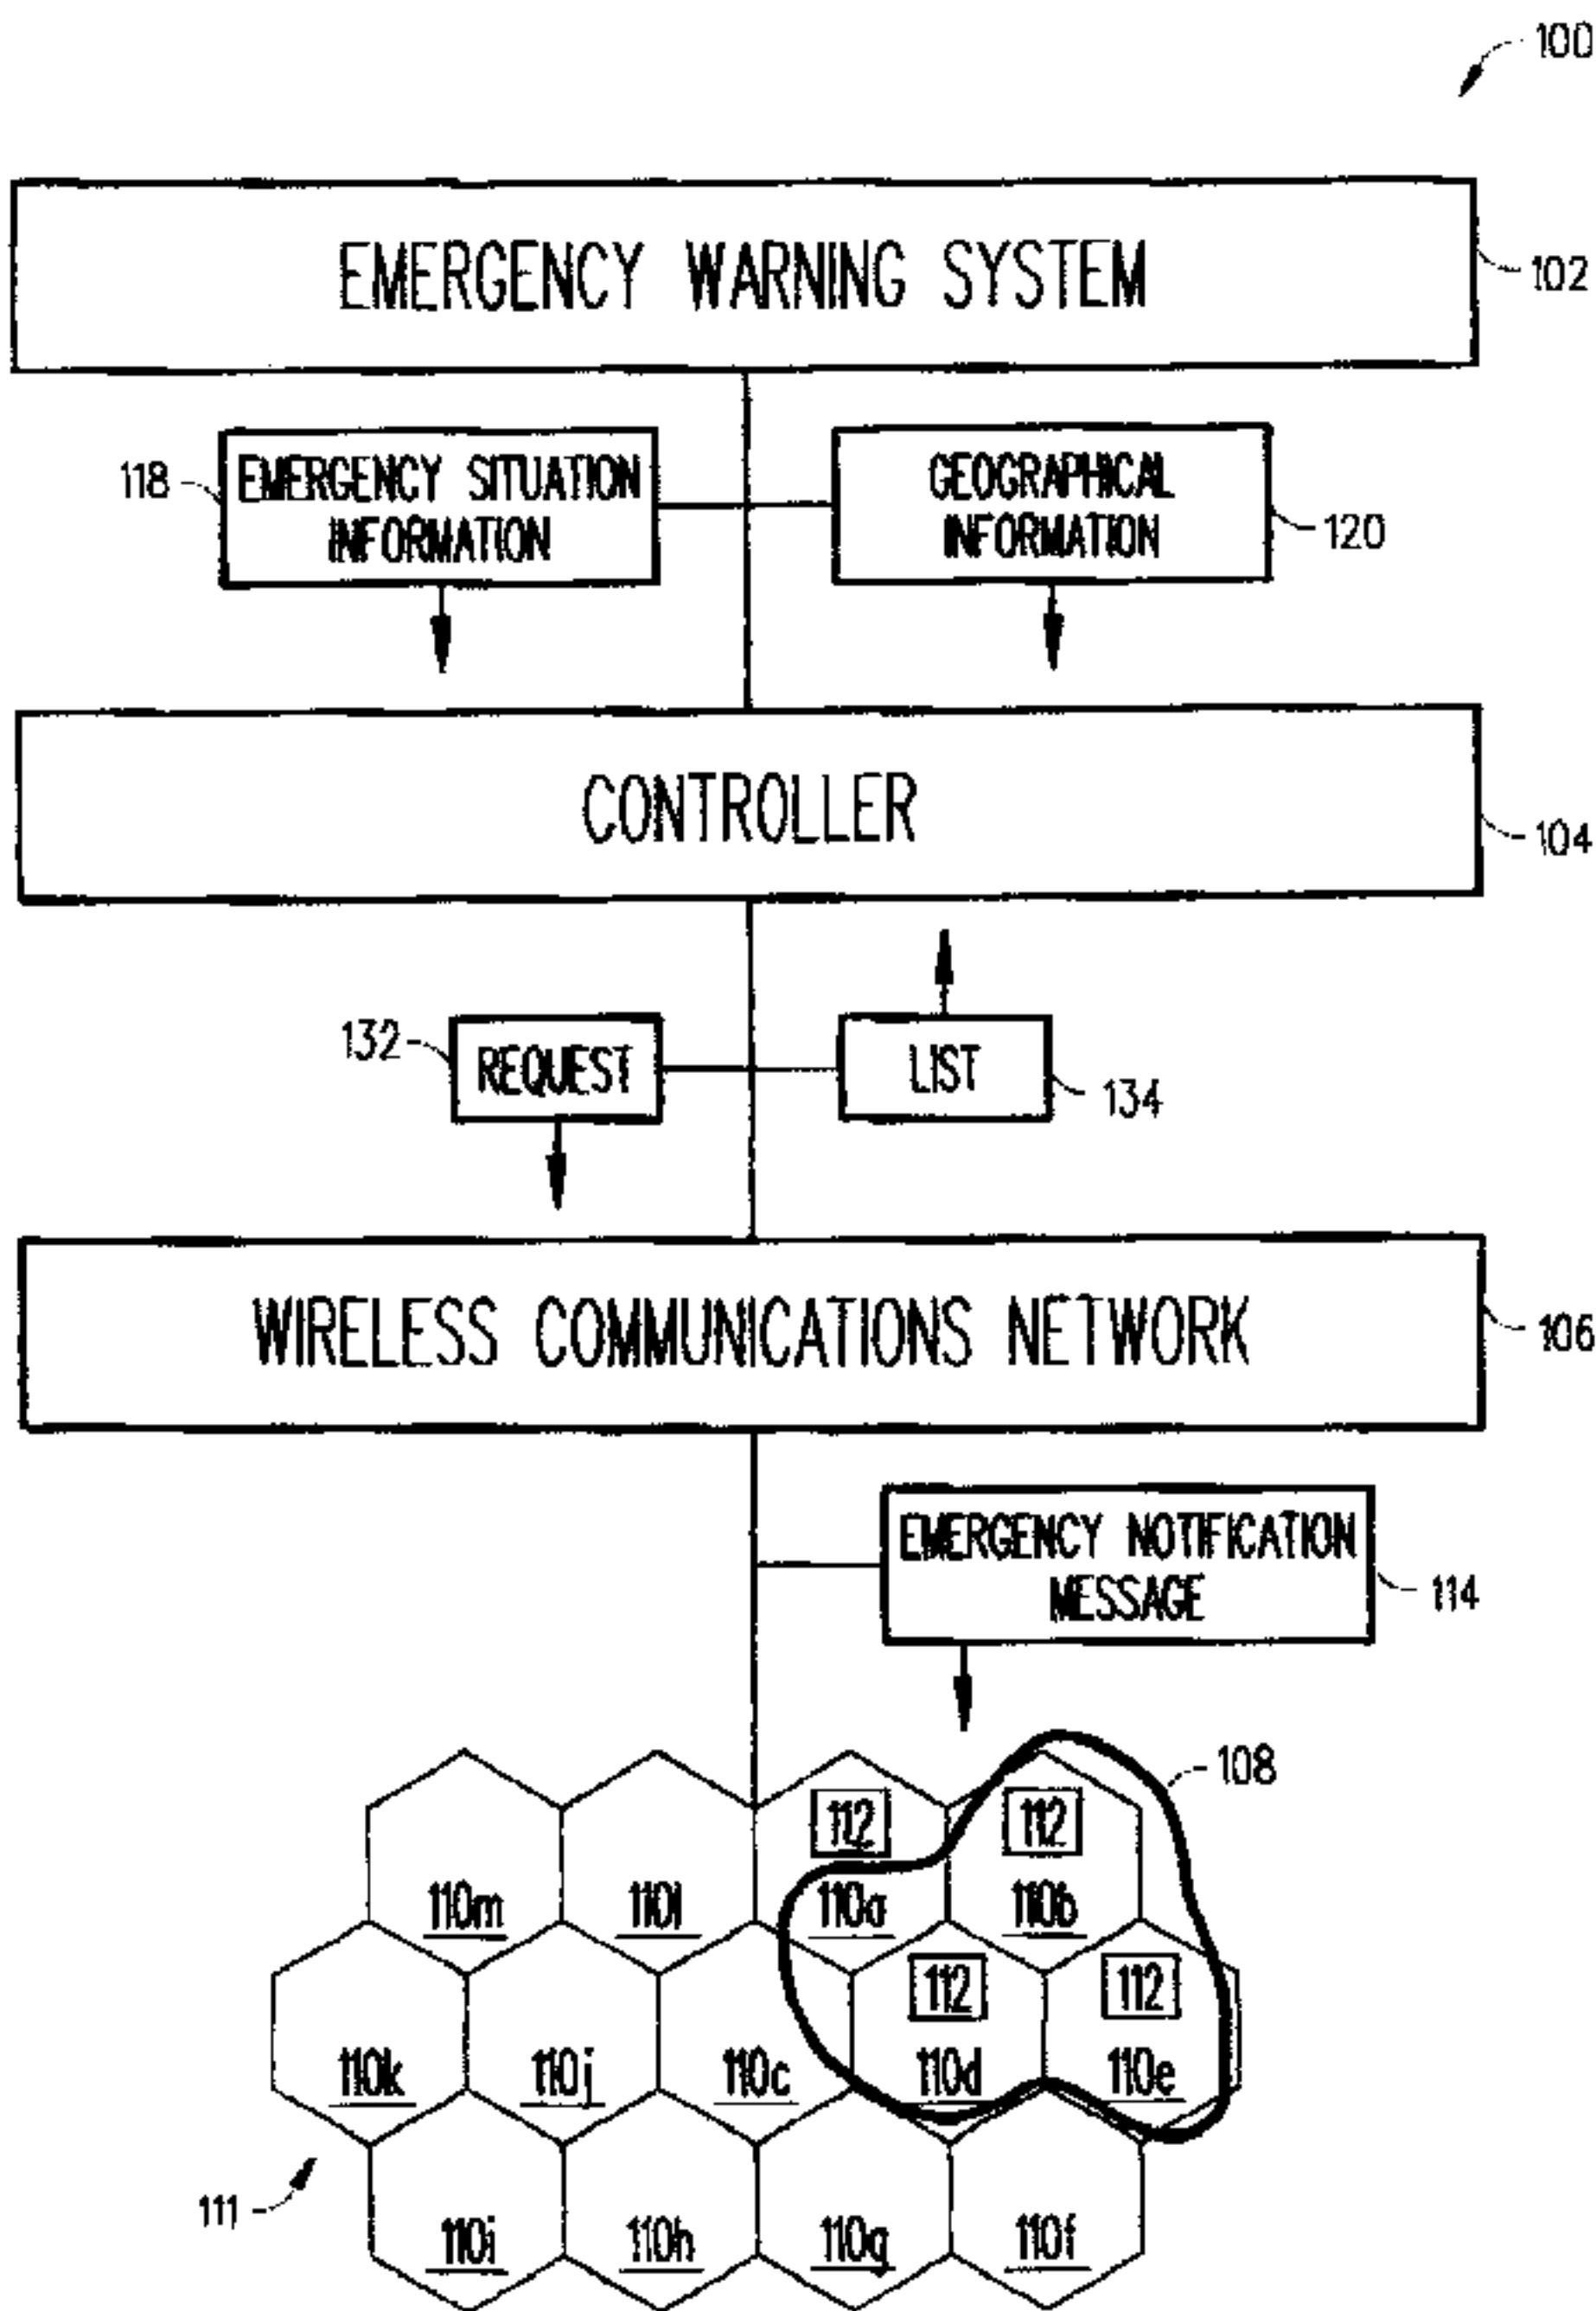 100
EMERGENCY WARNING SYSTEM
102
118
EMERGENCY SITUATION
INFORMATION
GEOGRAPHICAL
INFORMATION
120
CONTROLLER
104
132
REQUEST
LIST
134
WIRELESS COMMUNICATIONS NETWORK
106
EMERGENCY NOTIFICATION
MESSAGE
114
108
112
112
110m
110l
110a
110b
112
112
110k
110j
110c
110d
110e
111
110i
110h
110g
110f